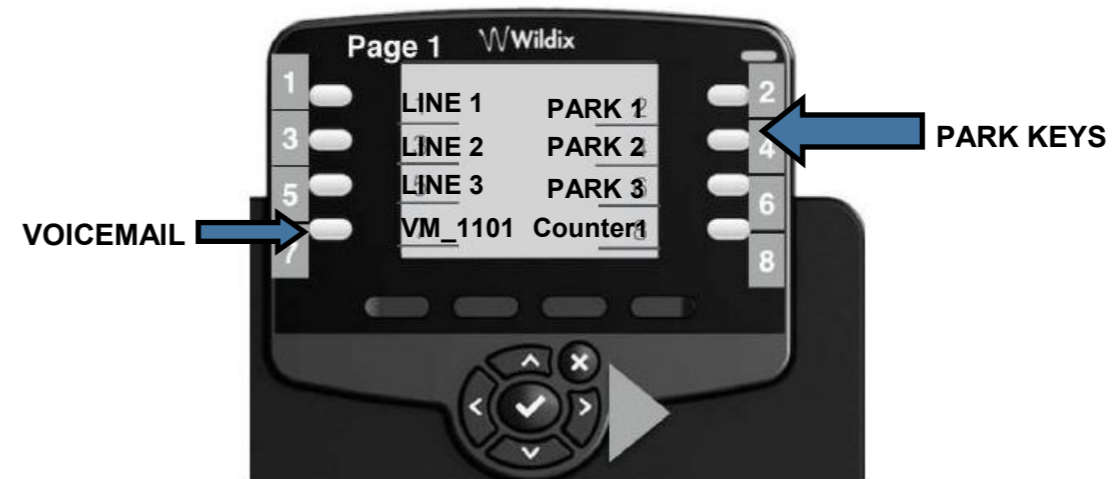 Page 1 Wildix
1 LINE 1 PARK 1 2
3 LINE 2 PARK 2 4
PARK KEYS
5 LINE 3 PARK 3 6
VOICEMAIL
VM_1101 Counter1
7 8